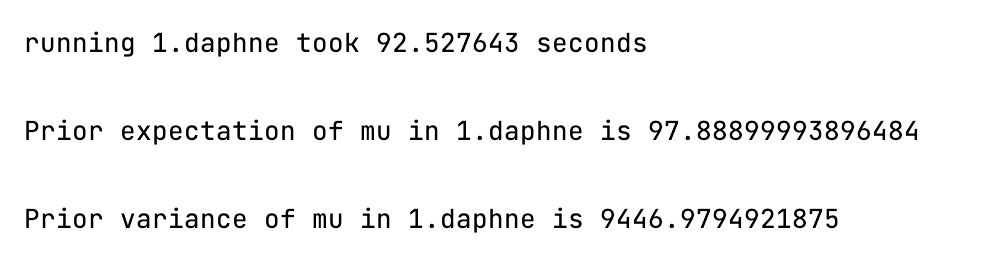 running 1.daphne took 92.527643 seconds
Prior expectation of mu in 1.daphne is 97.88899993896484
Prior variance of mu in 1.daphne is 9446.9794921875